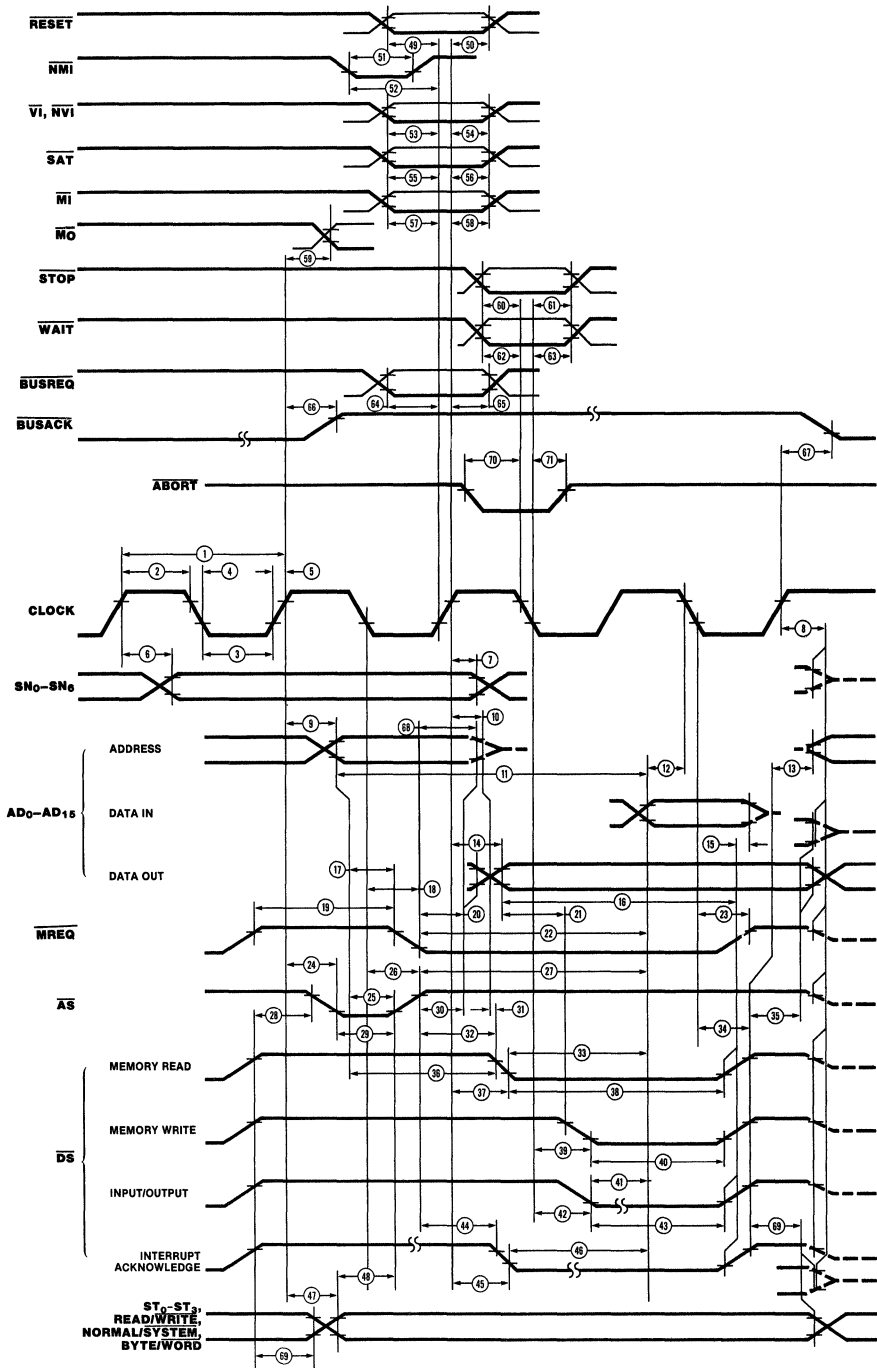 RESET
49 50
NMI
51
52
VI, NVI
53 54
SAT
55 56
MI
57 58
MO
59
STOP
60 61
WAIT
62 63
BUSREQ
64 65
66
BUSACK
67
70 71
ABORT
1
2 4 5
CLOCK
3
6 7 8
SN0–SN6
10
9 68
ADDRESS
11 12 13
AD0–AD15
DATA IN
14 15
DATA OUT
17 18
16
19 20 21 23
22
MREQ
24 26 27
25
AS
28 30 31
29 32 34 35
33
MEMORY READ
36
37 38
MEMORY WRITE
39 40
DS
41
INPUT/OUTPUT
42 43
44 46 69
INTERRUPT
ACKNOWLEDGE
48 45
47
ST0–ST3,
READ/WRITE,
NORMAL/SYSTEM,
BYTE/WORD
69